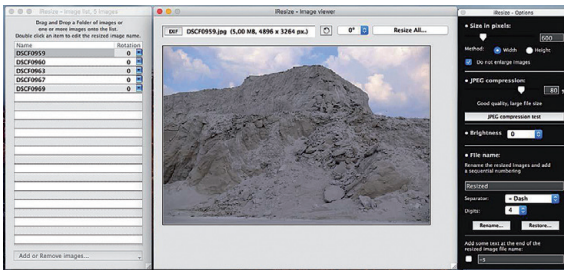 iResize - Image list, 5 images
Drag and Drop a Folder of images or
one or more images onto the list.
Double click an item to edit the resized image name.
Name Rotation
DSCF0959 0
DSCF0960 0
DSCF0963 0
DSCF0967 0
DSCF0969 0
Add or Remove images...
iResize - Image viewer
EXIF DSCF0959.jpg (5,00 MB, 4896 x 3264 px.) 0° Resize All...
iResize - Options
• Size in pixels:
600
Method: Width Height
Do not enlarge images
• JPEG compression:
80 %
Good quality, large file size
JPEG compression test
• Brightness 0
• File name:
Rename the resized images and add
a sequential numbering
Resized
Separator: - Dash
Digits: 4
Rename... Restore...
Add some text at the end of the
resized image file name: